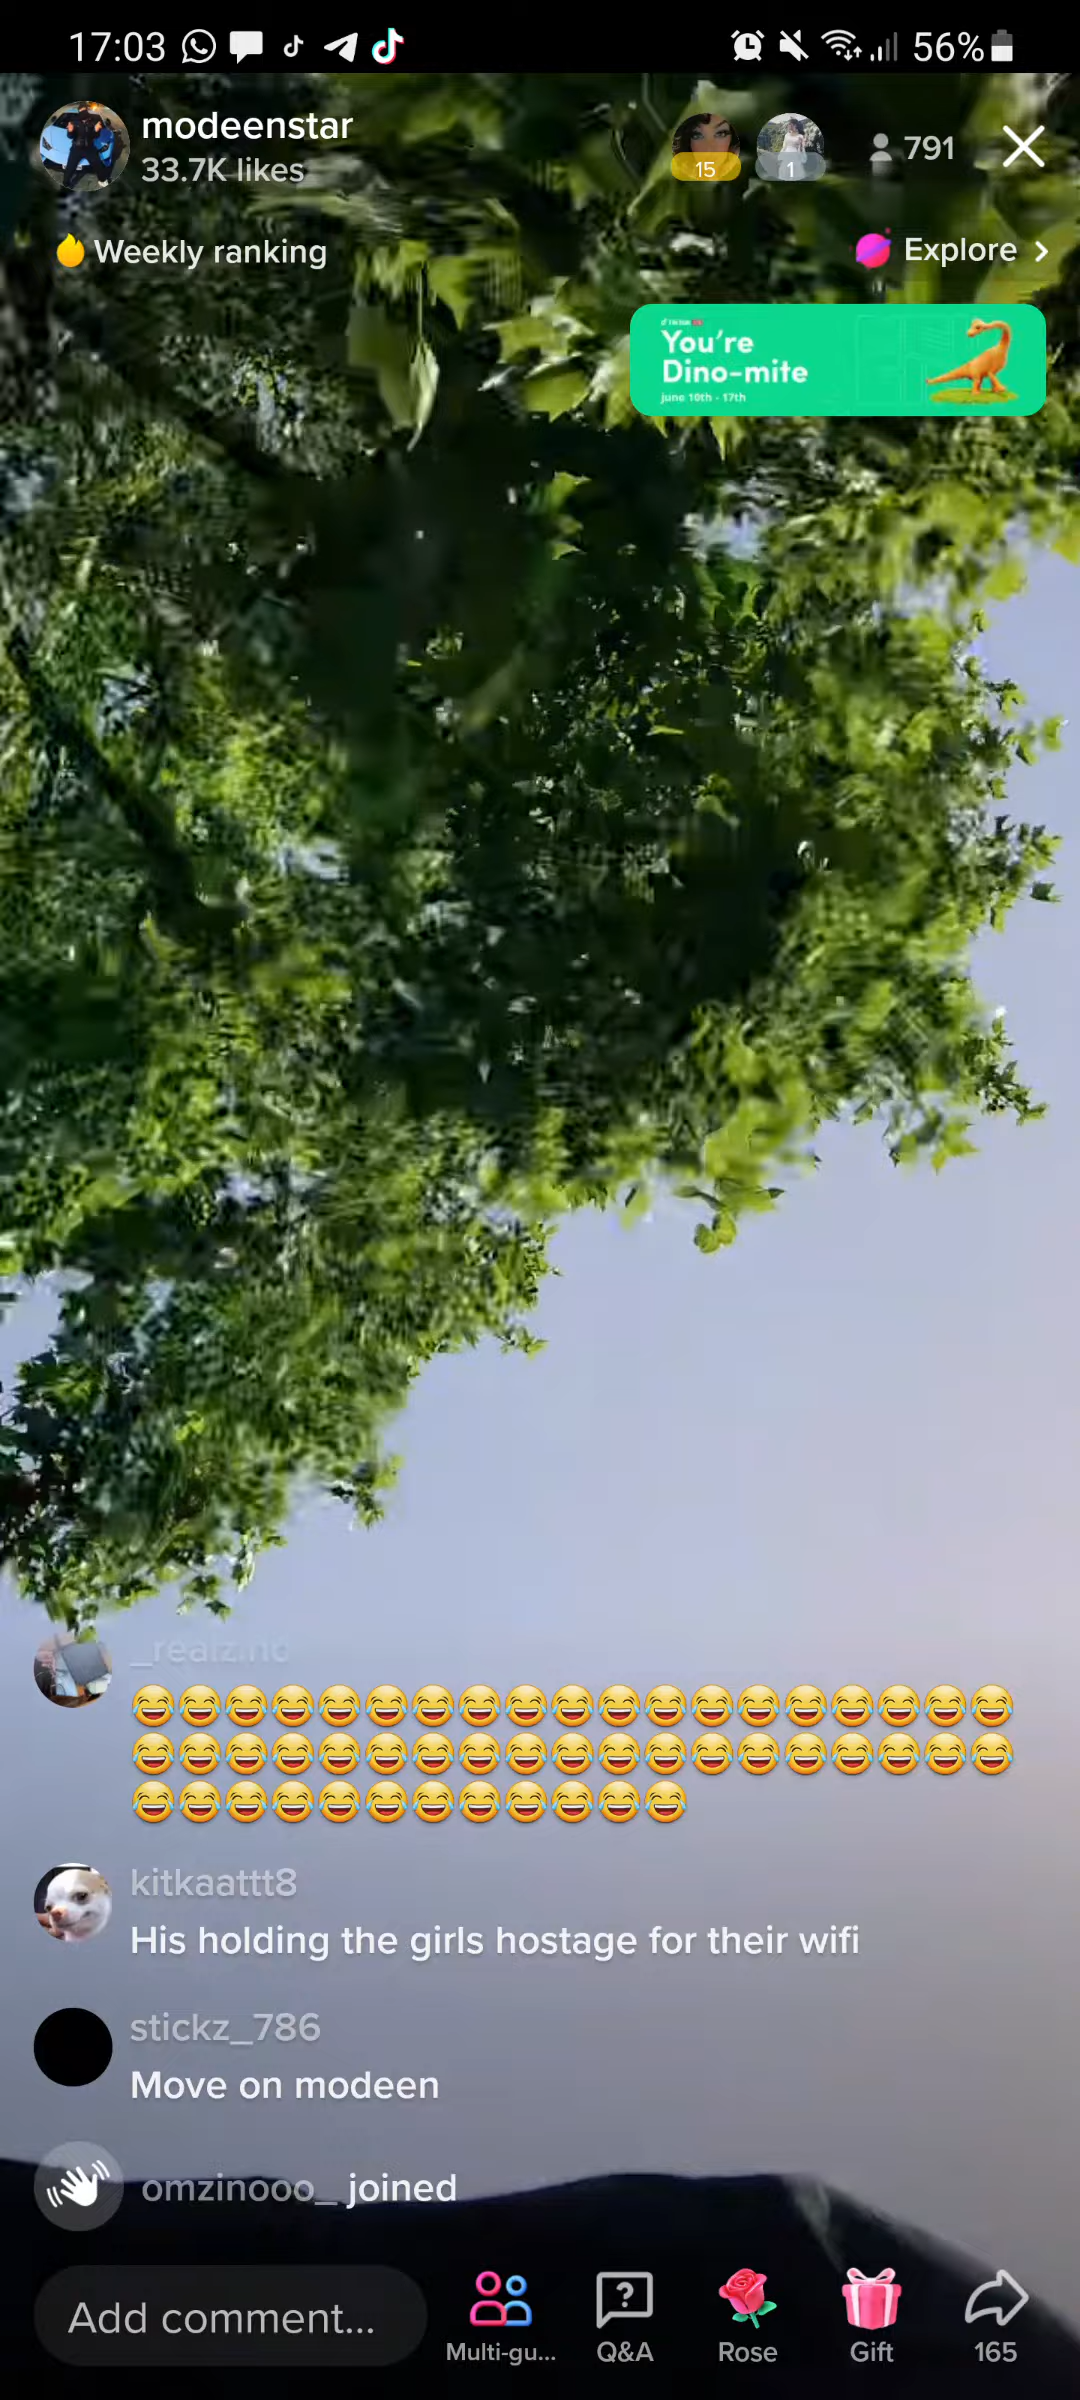 17:03
56%
modeenstar
33.7K likes
15
1
791
Weekly ranking
Explore
You're
Dino-mite
june 10th - 17th
😂😂😂😂😂😂😂😂😂😂😂😂😂😂😂😂😂😂😂
😂😂😂😂😂😂😂😂😂😂😂😂😂😂😂😂😂😂😂
😂😂😂😂😂😂😂😂😂😂😂😂
kitkaattt8
His holding the girls hostage for their wifi
stickz_786
Move on modeen
omzinooo_ joined
Add comment...
Multi-gu...
Q&A
Rose
Gift
165